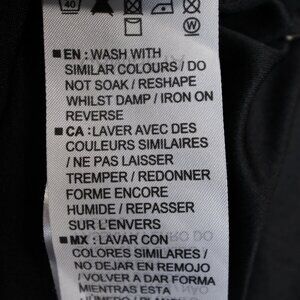 40
W
■ EN : WASH WITH
SIMILAR COLOURS / DO
NOT SOAK / RESHAPE
WHILST DAMP / IRON ON
REVERSE
■ CA : LAVER AVEC DES
COULEURS SIMILAIRES
/ NE PAS LAISSER
TREMPER / REDONNER
FORME ENCORE
HUMIDE / REPASSER
SUR L'ENVERS
■ MX : LAVAR CON
COLORES SIMILARES /
NO DEJAR EN REMOJO
/ VOLVER A DAR FORMA
MIENTRAS ESTA